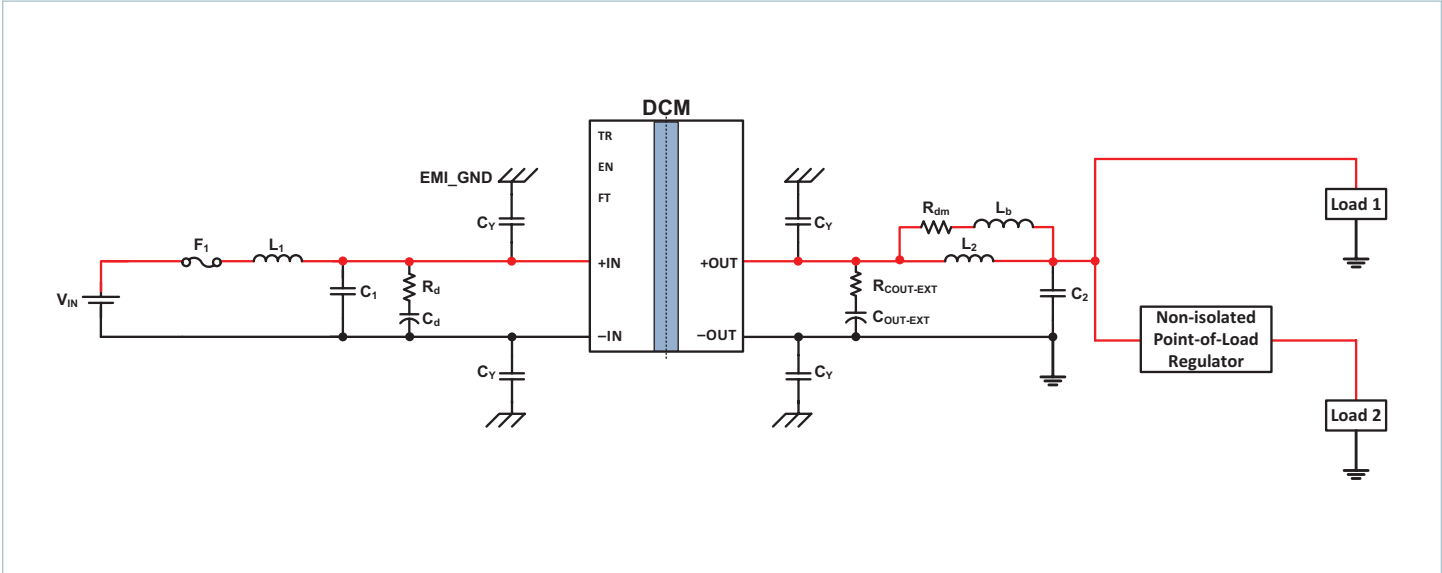 DCM
TR
EN
FT
EMI_GND
CY
CY
F1
L1
VIN
C1
Rd
Cd
+IN
–IN
+OUT
–OUT
CY
CY
Rdm
Lb
L2
RCOUT-EXT
COUT-EXT
C2
Load 1
Non-isolated
Point-of-Load
Regulator
Load 2